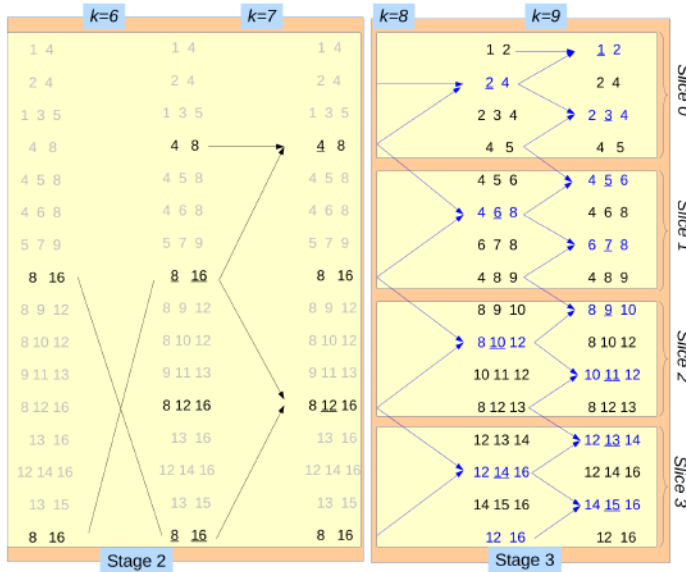 k=6 k=7 k=8 k=9
1 4 1 4 1 4 1 2 1 2
2 4 2 4 2 4 2 4 2 4
1 3 5 1 3 5 1 3 5 2 3 4 2 3 4
4 8 4 8 4 8 4 5 4 5
Slice 0
4 5 8 4 5 8 4 5 8 4 5 6 4 5 6
4 6 8 4 6 8 4 6 8 4 6 8 4 6 8
5 7 9 5 7 9 5 7 9 6 7 8 6 7 8
8 16 8 16 8 16 4 8 9 4 8 9
Slice 1
8 9 12 8 9 12 8 9 12 8 9 10 8 9 10
8 10 12 8 10 12 8 10 12 8 10 12 8 10 12
9 11 13 9 11 13 9 11 13 10 11 12 10 11 12
8 12 16 8 12 16 8 12 16 8 12 13 8 12 13
Slice 2
13 16 13 16 13 16 12 13 14 12 13 14
12 14 16 12 14 16 12 14 16 12 14 16 12 14 16
13 15 13 15 13 15 14 15 16 14 15 16
8 16 8 16 8 16 12 16 12 16
Slice 3
Stage 2 Stage 3